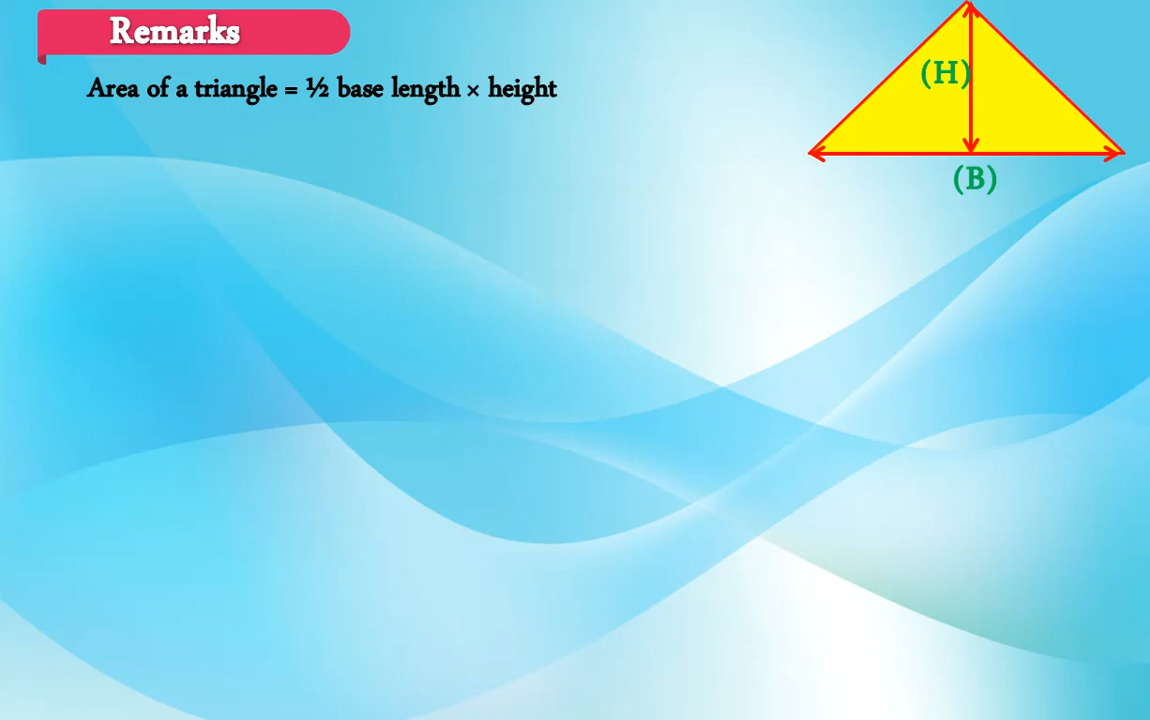 Remarks
Area of a triangle = ½ base length × height
(H)
(B)